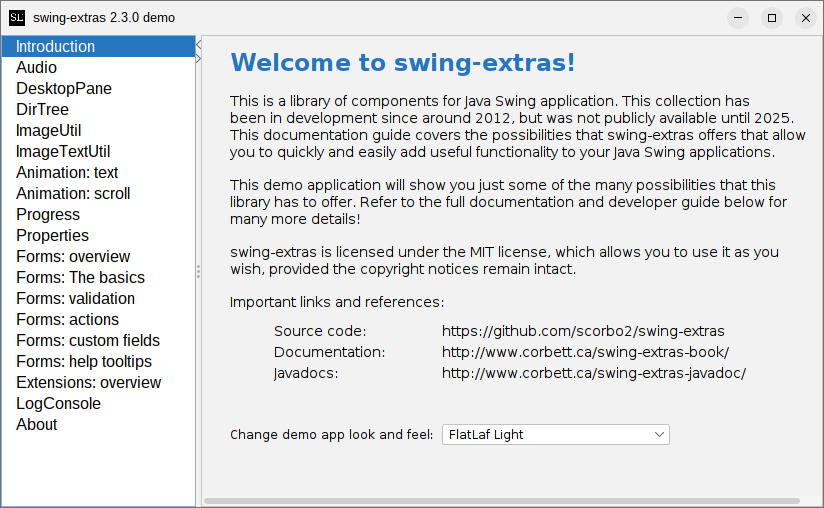 SL
swing-extras 2.3.0 demo
Introduction
Audio
DesktopPane
DirTree
ImageUtil
ImageTextUtil
Animation: text
Animation: scroll
Progress
Properties
Forms: overview
Forms: The basics
Forms: validation
Forms: actions
Forms: custom fields
Forms: help tooltips
Extensions: overview
LogConsole
About
Welcome to swing-extras!
This is a library of components for Java Swing application. This collection has
been in development since around 2012, but was not publicly available until 2025.
This documentation guide covers the possibilities that swing-extras offers that allow
you to quickly and easily add useful functionality to your Java Swing applications.
This demo application will show you just some of the many possibilities that this
library has to offer. Refer to the full documentation and developer guide below for
many more details!
swing-extras is licensed under the MIT license, which allows you to use it as you
wish, provided the copyright notices remain intact.
Important links and references:
Source code: https://github.com/scorbo2/swing-extras
Documentation: http://www.corbett.ca/swing-extras-book/
Javadocs: http://www.corbett.ca/swing-extras-javadoc/
Change demo app look and feel: FlatLaf Light